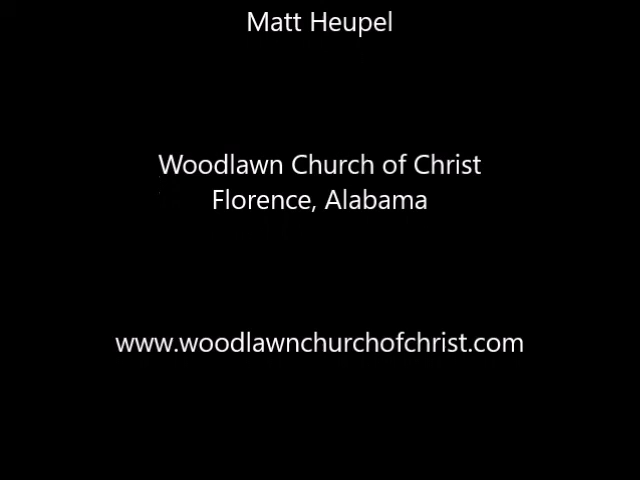 Matt Heupel
Woodlawn Church of Christ
Florence, Alabama
www.woodlawnchurchofchrist.com